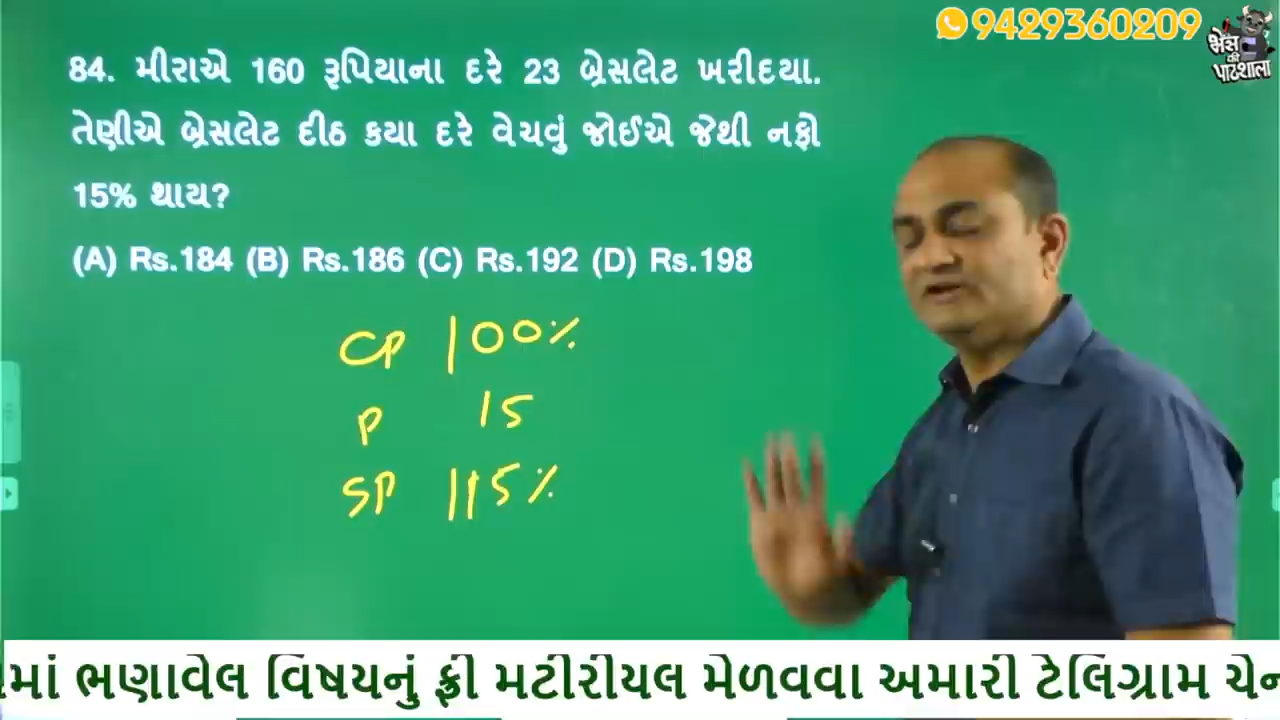 9429360209
ભેંસ
કી
પાઠશાલા
84. મીરાએ 160 રૂપિયાના દરે 23 બ્રેસલેટ ખરીદયા.
તેણીએ બ્રેસલેટ દીઠ કયા દરે વેચવું જોઈએ જેથી નફો
15% થાય?
(A) Rs.184 (B) Rs.186 (C) Rs.192 (D) Rs.198
CP 100%
P 15
SP 115%
માં ભણાવેલ વિષયનું ફ્રી મટીરીયલ મેળવવા અમારી ટેલિગ્રામ ચેન